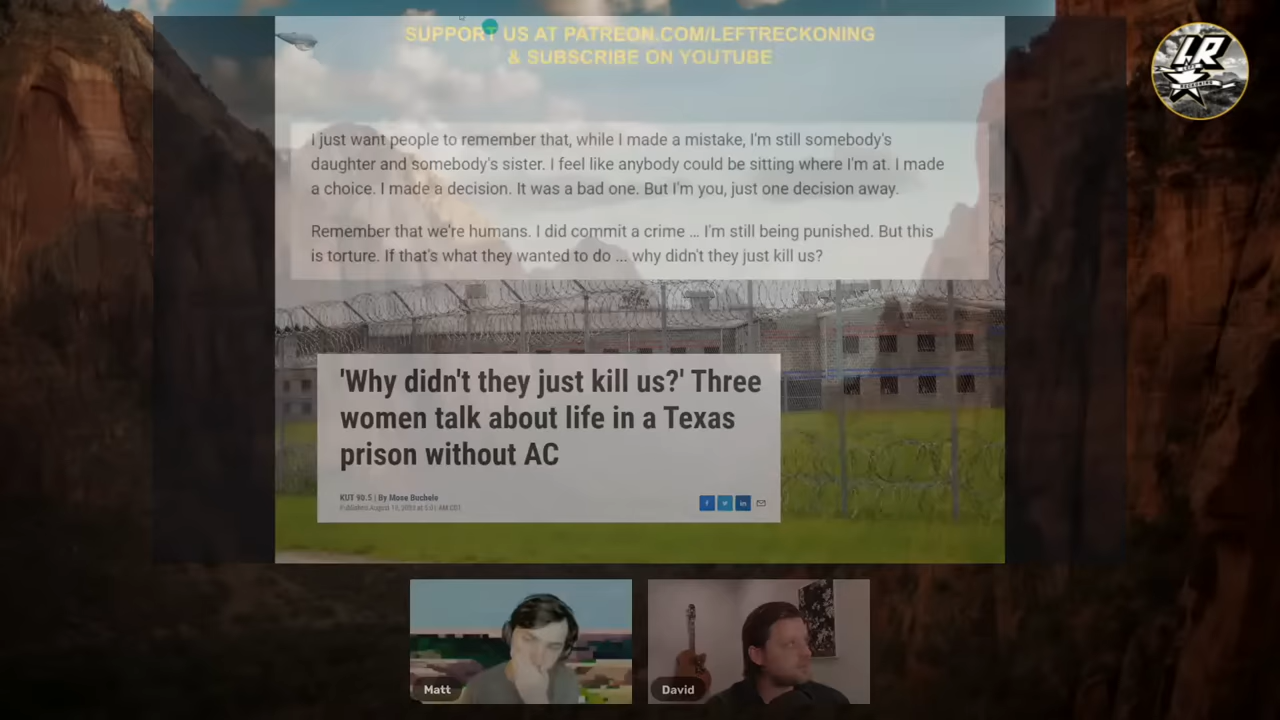 SUPPORT US AT PATREON.COM/LEFTRECKONING
& SUBSCRIBE ON YOUTUBE
LR
RECKONING
I just want people to remember that, while I made a mistake, I'm still somebody's
daughter and somebody's sister. I feel like anybody could be sitting where I'm at. I made
a choice. I made a decision. It was a bad one. But I'm you, just one decision away.
Remember that we're humans. I did commit a crime ... I'm still being punished. But this
is torture. If that's what they wanted to do ... why didn't they just kill us?
'Why didn't they just kill us?' Three
women talk about life in a Texas
prison without AC
KUT 90.5 | By Mose Buchele
Published August
Matt
David